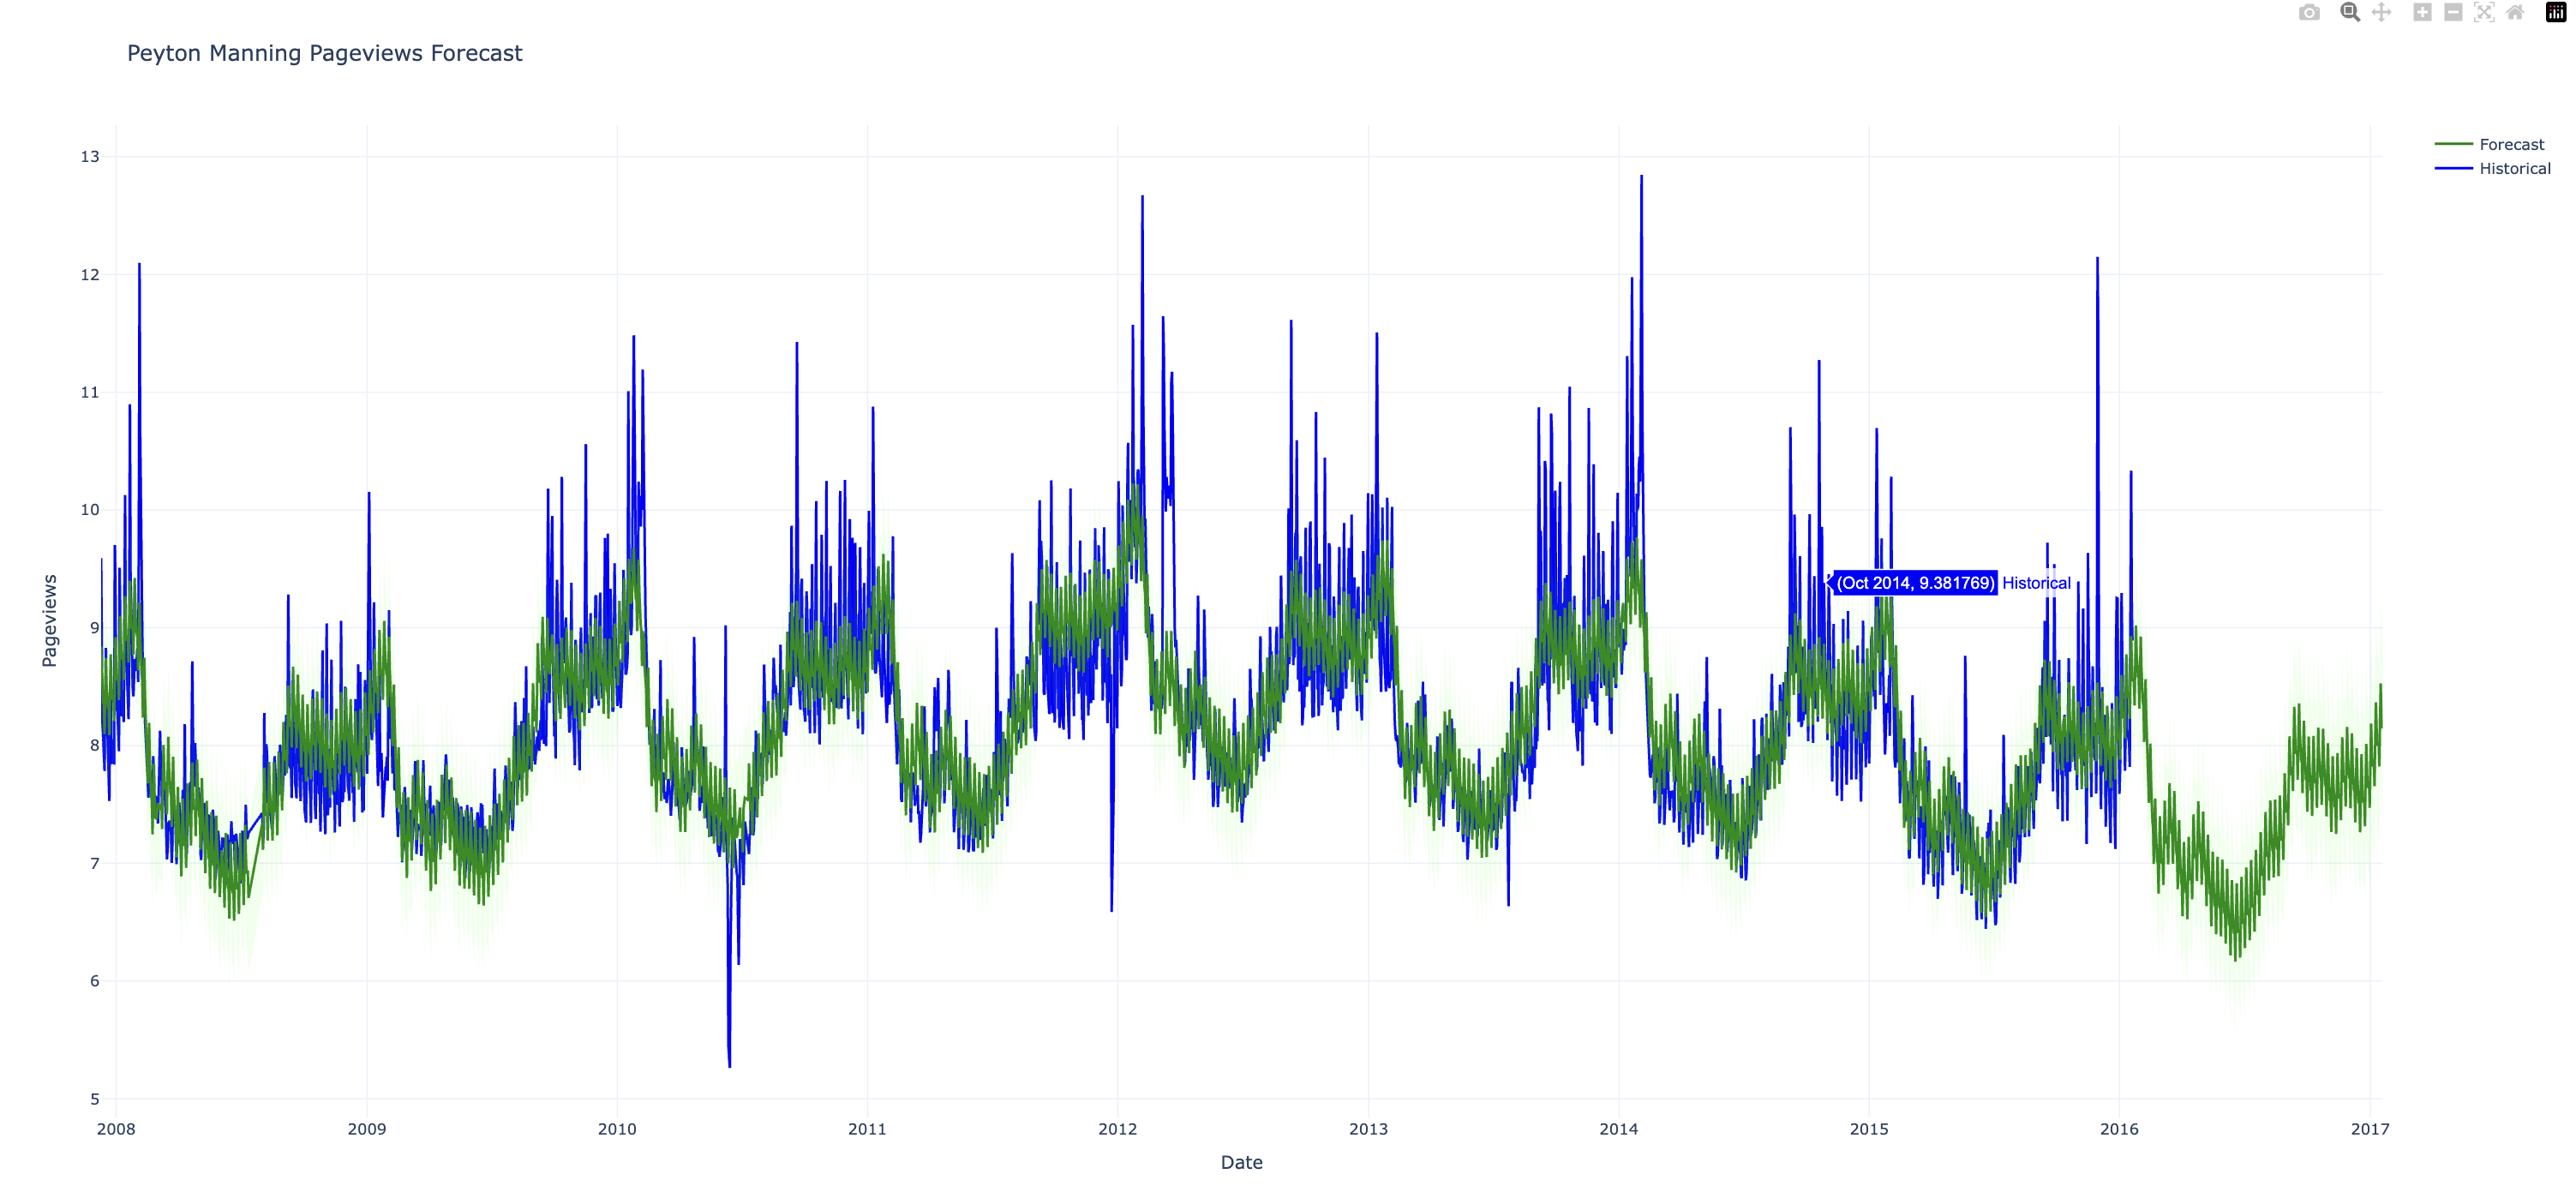 Peyton Manning Pageviews Forecast
Forecast
Historical
13
12
11
10
9
8
7
6
5
Pageviews
(Oct 2014, 9.381769) Historical
2008 2009 2010 2011 2012 2013 2014 2015 2016 2017
Date